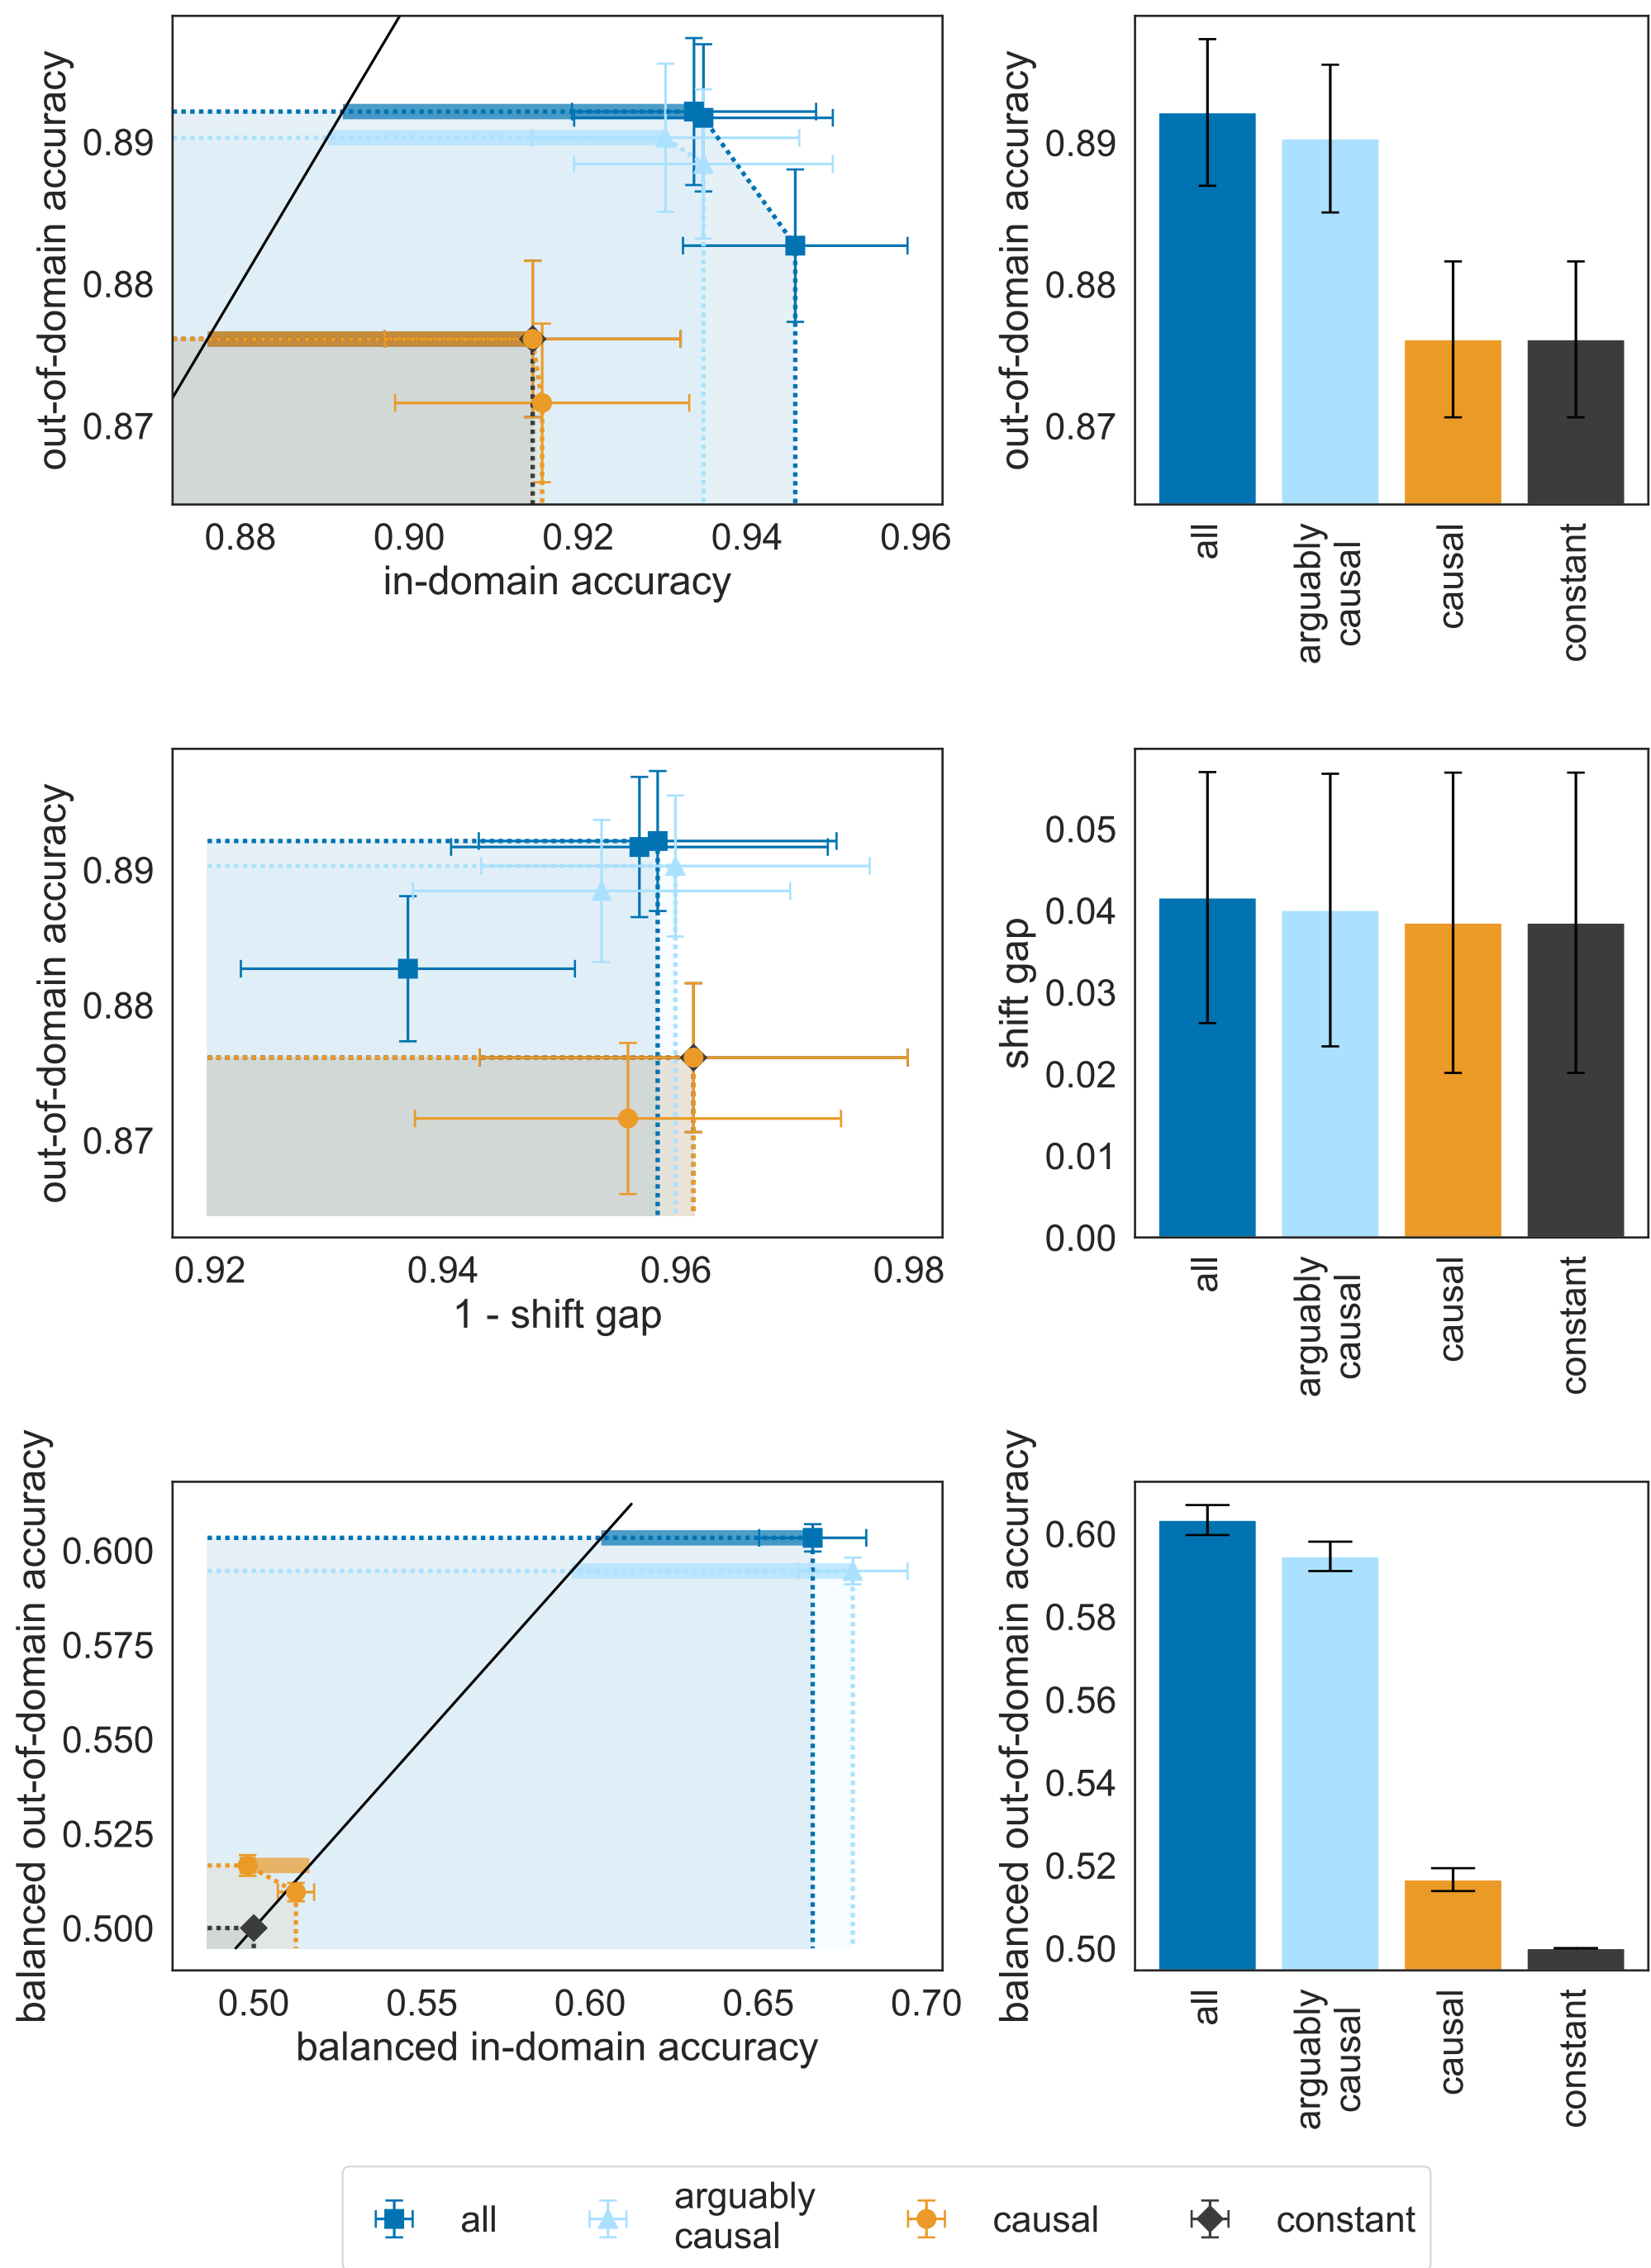 out-of-domain accuracy
0.89
0.88
0.87
0.88 0.90 0.92 0.94 0.96
in-domain accuracy
out-of-domain accuracy
0.89
0.88
0.87
all
arguably
causal
causal
constant
out-of-domain accuracy
0.89
0.88
0.87
0.92 0.94 0.96 0.98
1 - shift gap
shift gap
0.05
0.04
0.03
0.02
0.01
0.00
all
arguably
causal
causal
constant
balanced out-of-domain accuracy
0.600
0.575
0.550
0.525
0.500
0.50 0.55 0.60 0.65 0.70
balanced in-domain accuracy
balanced out-of-domain accuracy
0.60
0.58
0.56
0.54
0.52
0.50
all
arguably
causal
causal
constant
all
arguably
causal
causal
constant